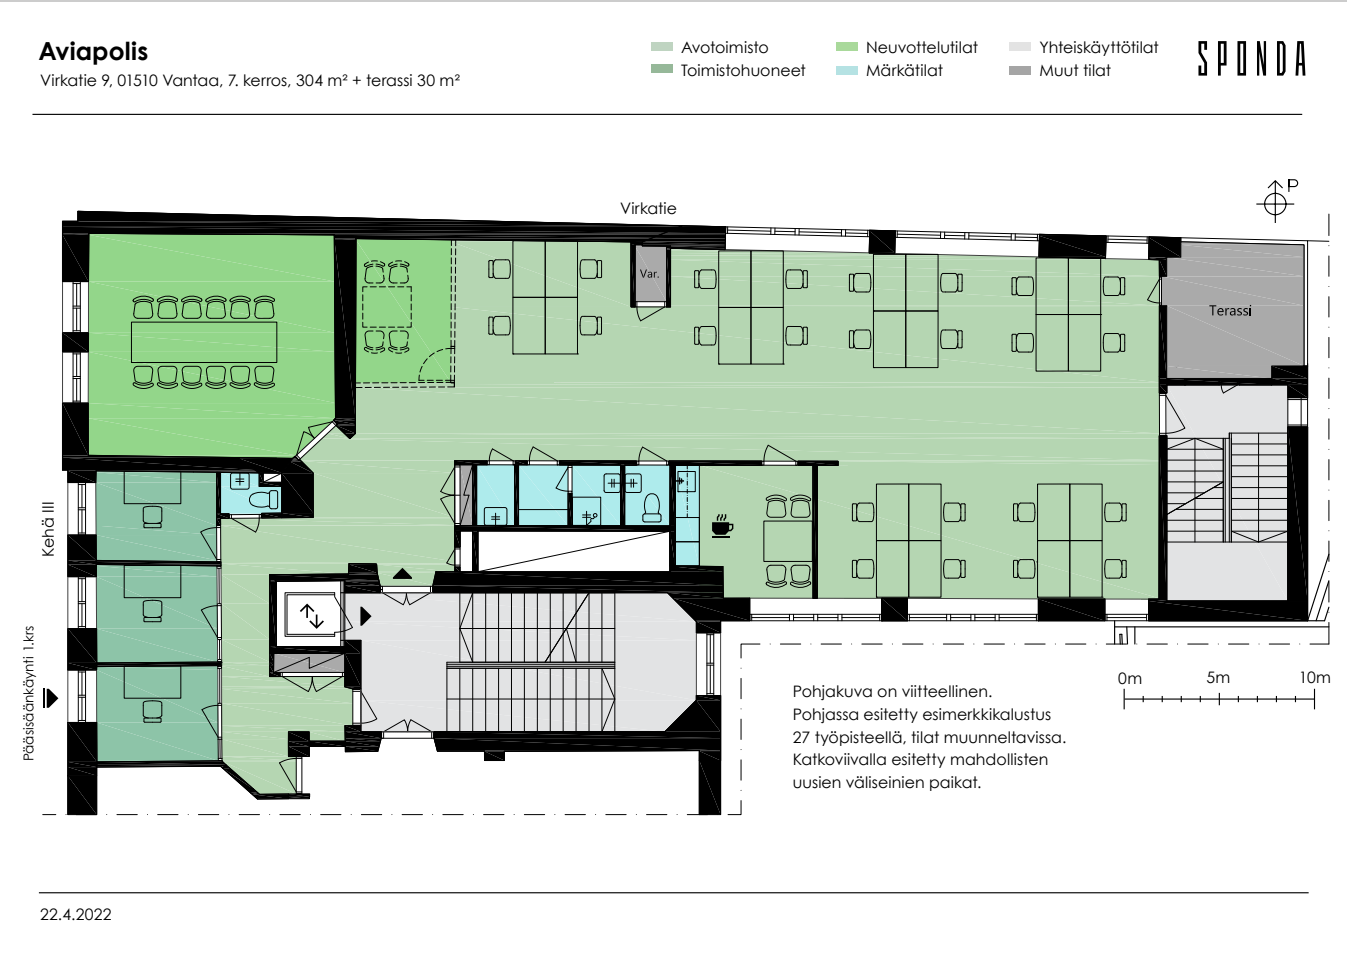 Aviapolis
Virkatie 9, 01510 Vantaa, 7. kerros, 304 m² + terassi 30 m²
Avotoimisto
Toimistohuoneet
Neuvottelutilat
Märkätilat
Yhteiskäyttötilat
Muut tilat
SPONDA
P
Virkatie
Var.
Terassi
Kehä III
Pääsisäänkäynti 1.krs
0m 5m 10m
Pohjakuva on viitteellinen.
Pohjassa esitetty esimerkkikalustus
27 työpisteellä, tilat muunneltavissa.
Katkoviivalla esitetty mahdollisten
uusien väliseinien paikat.
22.4.2022